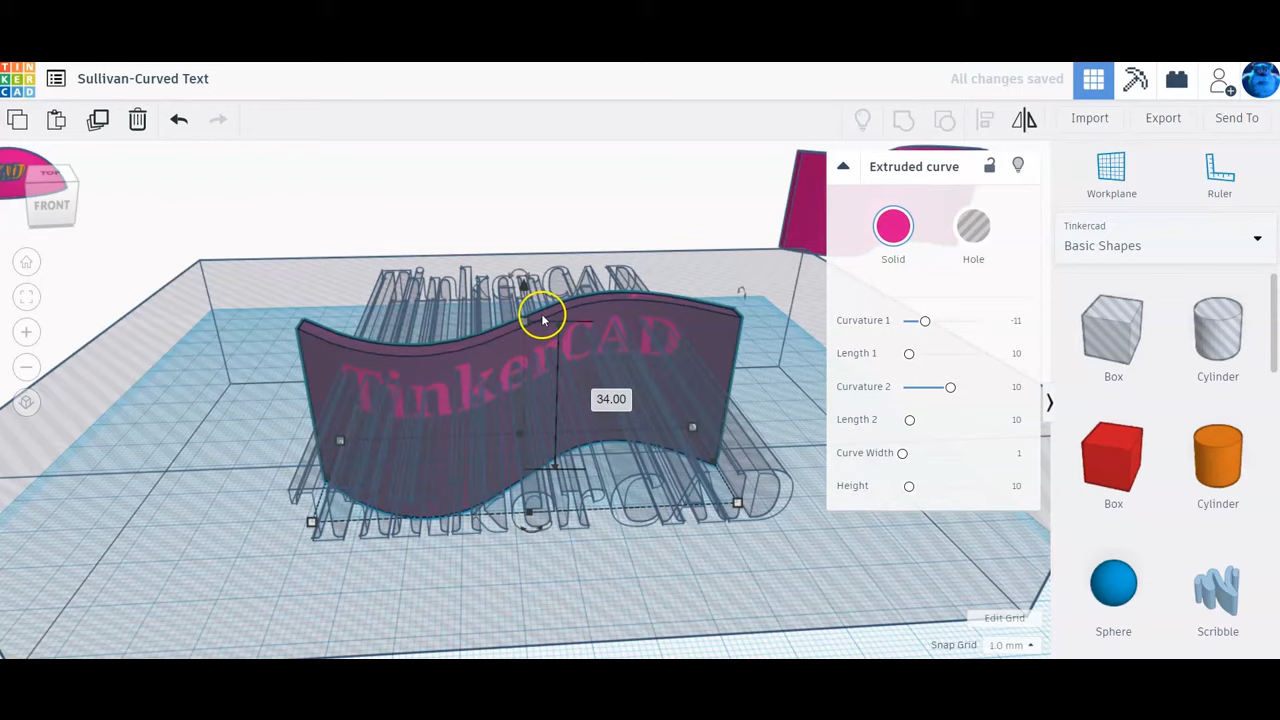 TIN
KER
CAD
Sullivan-Curved Text
All changes saved
Import
Export
Send To
TOP
FRONT
TinkerCAD
TinkerCAD
TinkerCAD
34.00
Extruded curve
Solid
Hole
Curvature 1
-11
Length 1
10
Curvature 2
10
Length 2
10
Curve Width
1
Height
10
Edit Grid
Snap Grid
1.0 mm
Workplane
Ruler
Tinkercad
Basic Shapes
Box
Cylinder
Box
Cylinder
Sphere
Scribble